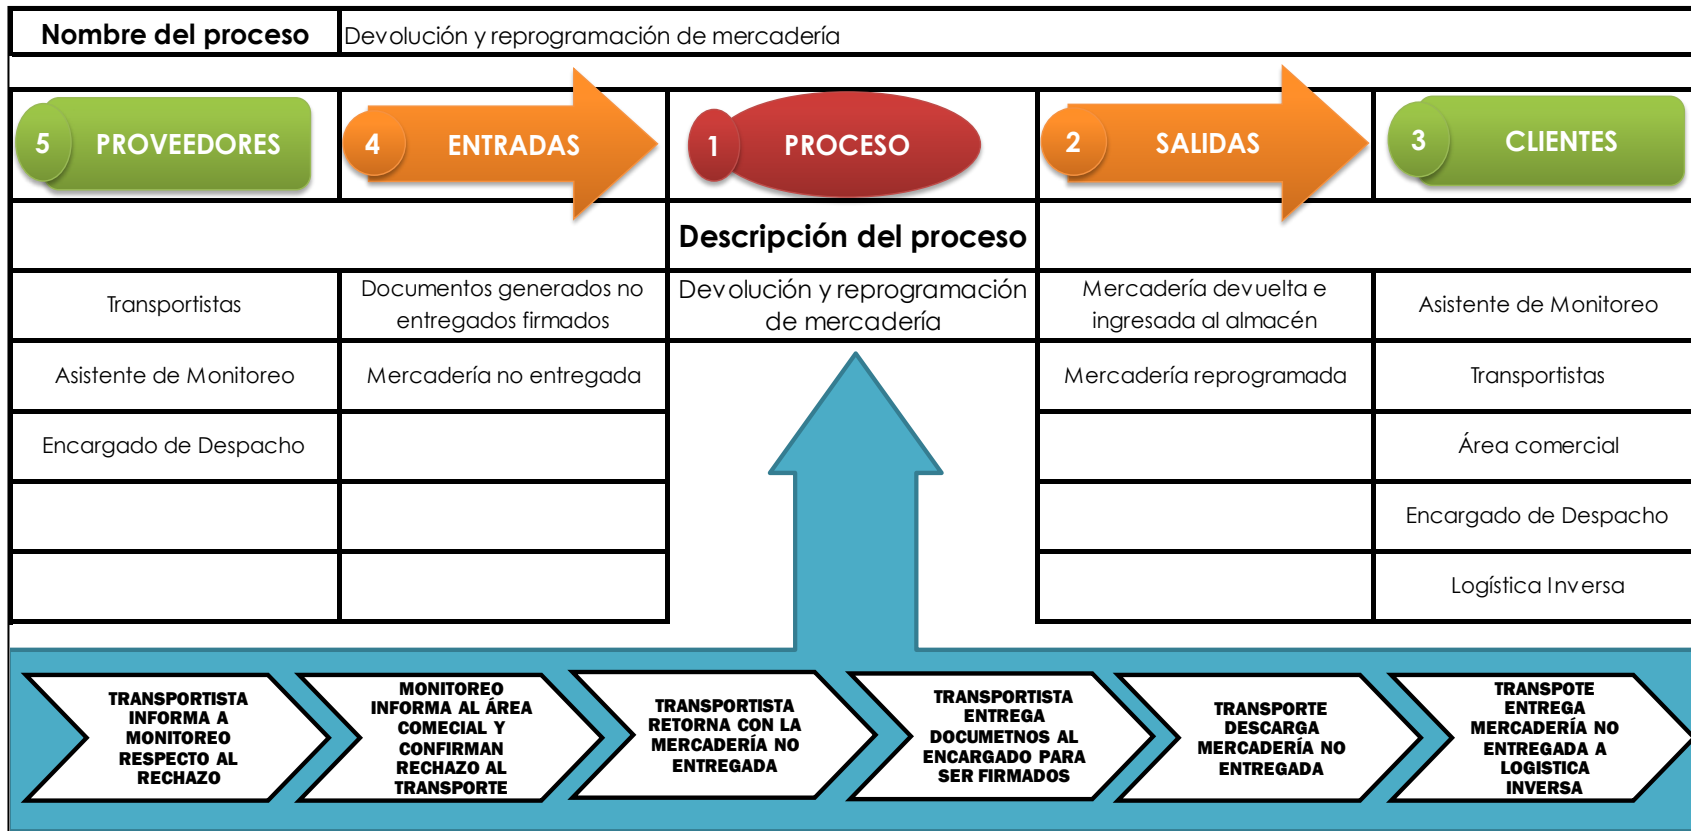 Nombre del proceso
Devolución y reprogramación de mercadería
5
PROVEEDORES
4
ENTRADAS
1
PROCESO
2
SALIDAS
3
CLIENTES
Descripción del proceso
Transportistas
Documentos generados no
entregados firmados
Devolución y reprogramación
de mercadería
Mercadería devuelta e
ingresada al almacén
Asistente de Monitoreo
Asistente de Monitoreo
Mercadería no entregada
Mercadería reprogramada
Transportistas
Encargado de Despacho
Área comercial
Encargado de Despacho
Logística Inversa
TRANSPORTISTA
INFORMA A
MONITOREO
RESPECTO AL
RECHAZO
MONITOREO
INFORMA AL ÁREA
COMECIAL Y
CONFIRMAN
RECHAZO AL
TRANSPORTE
TRANSPORTISTA
RETORNA CON LA
MERCADERÍA NO
ENTREGADA
TRANSPORTISTA
ENTREGA
DOCUMETNOS AL
ENCARGADO PARA
SER FIRMADOS
TRANSPORTE
DESCARGA
MERCADERÍA NO
ENTREGADA
TRANSPOTE
ENTREGA
MERCADERÍA NO
ENTREGADA A
LOGISTICA
INVERSA